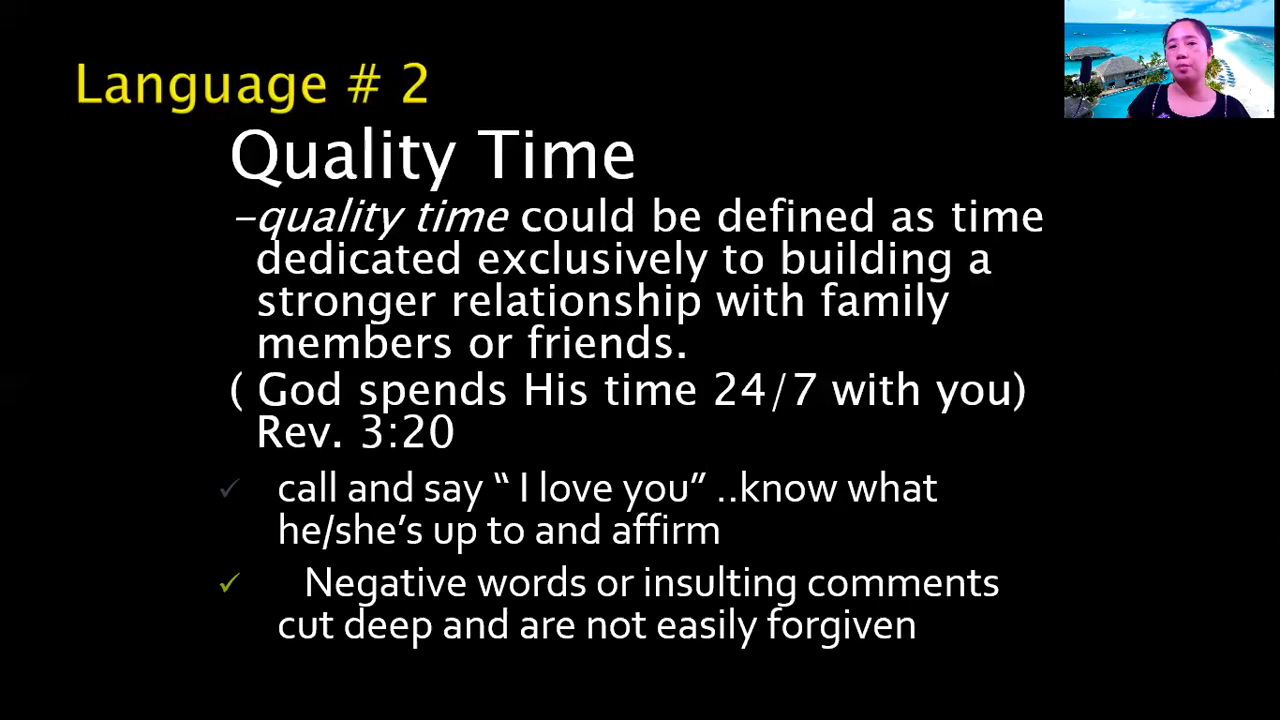 Language # 2
Quality Time
–quality time could be defined as time
dedicated exclusively to building a
stronger relationship with family
members or friends.
( God spends His time 24/7 with you)
Rev. 3:20
✓ call and say “ I love you” ..know what
he/she’s up to and affirm
✓ Negative words or insulting comments
cut deep and are not easily forgiven